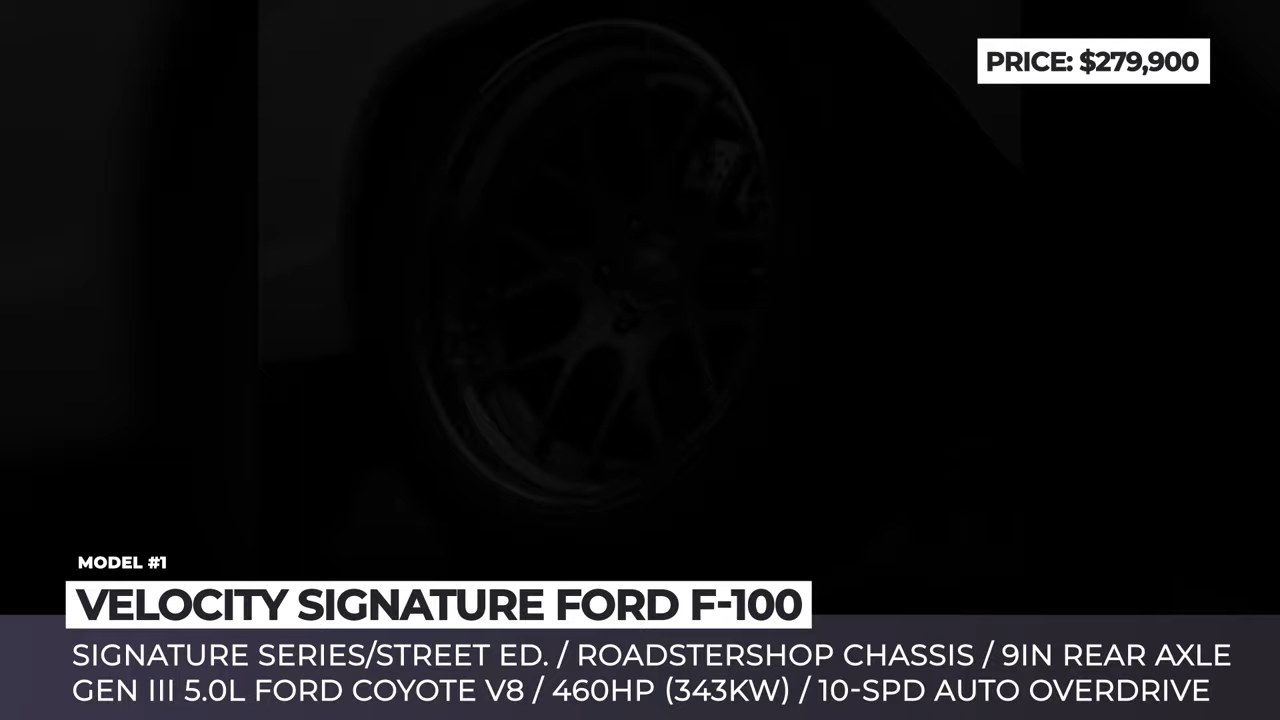 PRICE: $279,900
MODEL #1
VELOCITY SIGNATURE FORD F-100
SIGNATURE SERIES/STREET ED. / ROADSTERSHOP CHASSIS / 9IN REAR AXLE
GEN III 5.0L FORD COYOTE V8 / 460HP (343KW) / 10-SPD AUTO OVERDRIVE